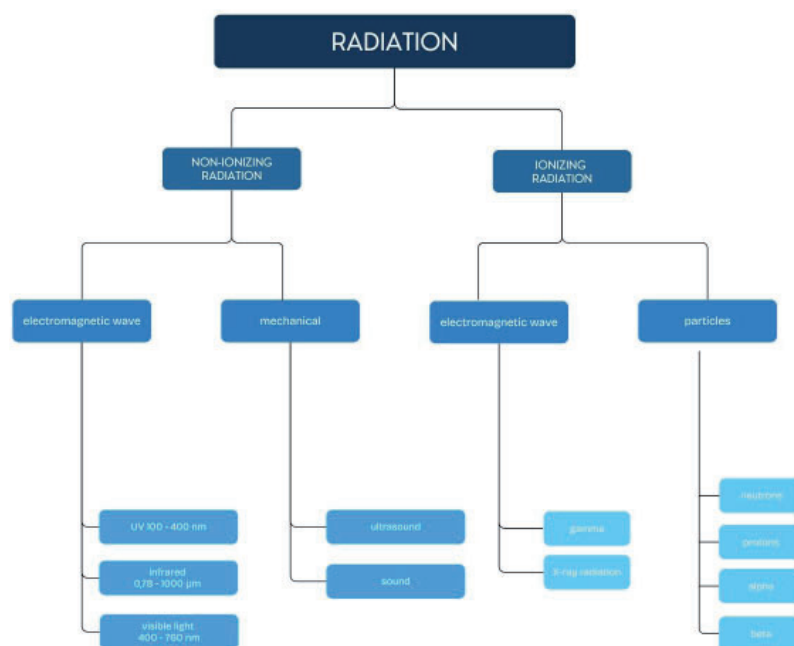 RADIATION
NON-IONIZING
RADIATION
IONIZING
RADIATION
electromagnetic wave
mechanical
electromagnetic wave
particles
UV 100 - 400 nm
infrared
0,78 - 1000 µm
visible light
400 - 760 nm
ultrasound
sound
gamma
X-ray radiation
neutrons
protons
alpha
beta